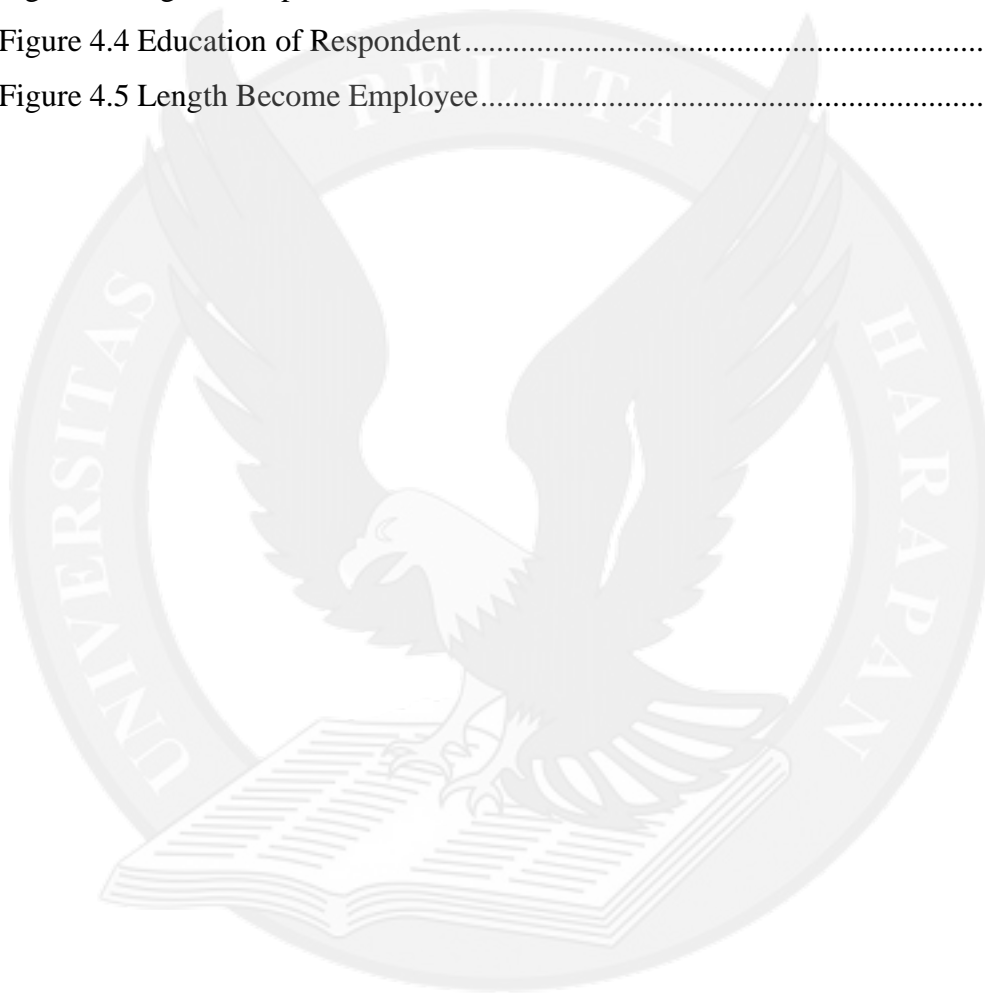 Figure 4.4 Education of Respondent.................................................................
Figure 4.5 Length Become Employee...............................................................
UNIVERSITAS PELITA HARAPAN